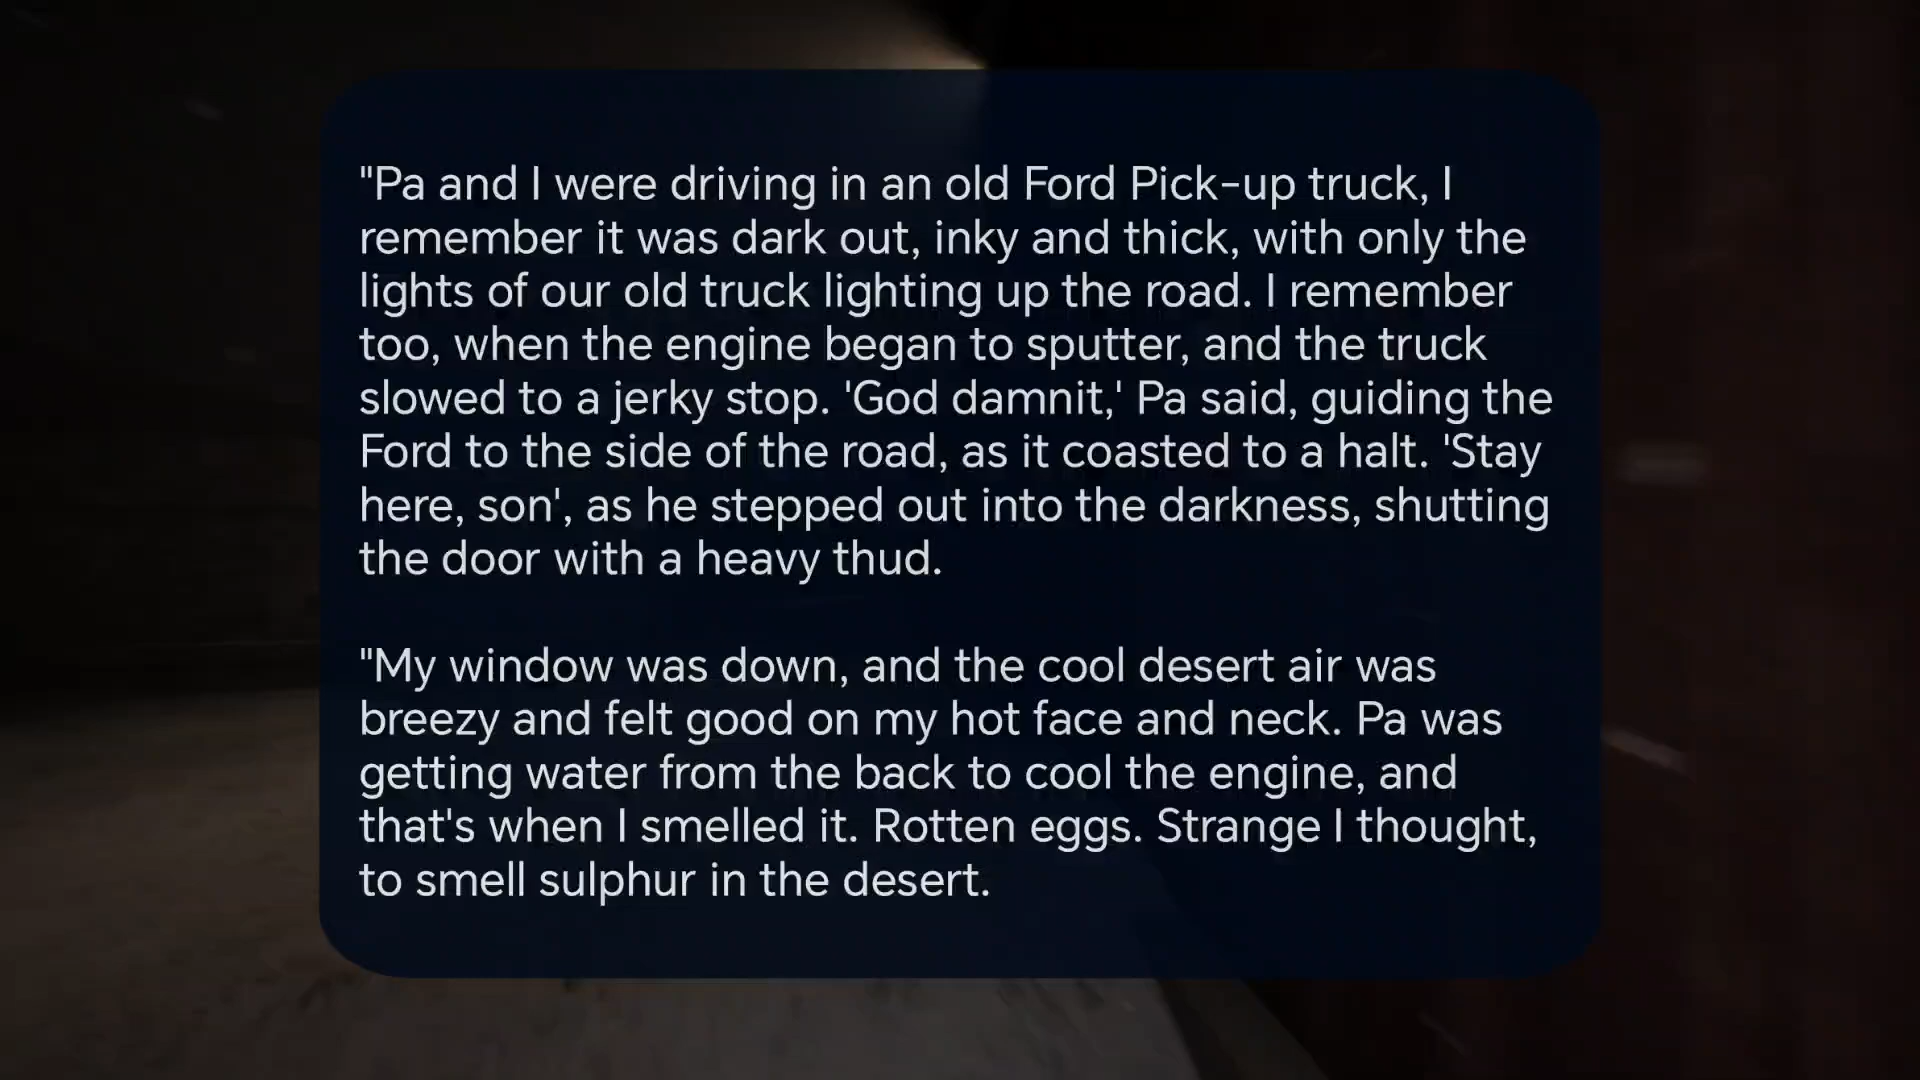 "Pa and I were driving in an old Ford Pick-up truck, I
remember it was dark out, inky and thick, with only the
lights of our old truck lighting up the road. I remember
too, when the engine began to sputter, and the truck
slowed to a jerky stop. 'God damnit,' Pa said, guiding the
Ford to the side of the road, as it coasted to a halt. 'Stay
here, son', as he stepped out into the darkness, shutting
the door with a heavy thud.
"My window was down, and the cool desert air was
breezy and felt good on my hot face and neck. Pa was
getting water from the back to cool the engine, and
that's when I smelled it. Rotten eggs. Strange I thought,
to smell sulphur in the desert.